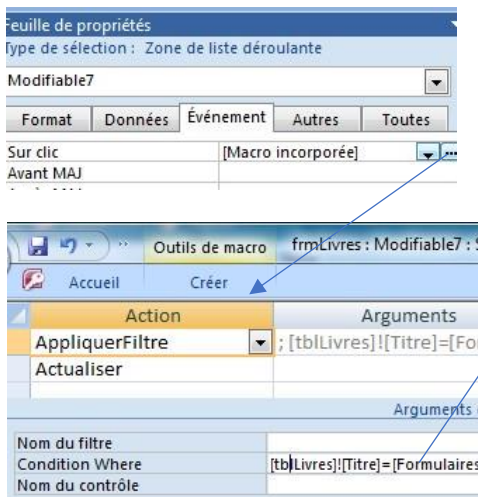 Feuille de propriétés
Type de sélection : Zone de liste déroulante
Modifiable7
Format Données Événement Autres Toutes
Sur clic [Macro incorporée] ...
Avant MAJ
Outils de macro frmLivres : Modifiable7 : S
Accueil Créer
Action Arguments
AppliquerFiltre ; [tblLivres]![Titre]=[Fo
Actualiser
Arguments
Nom du filtre
Condition Where [tblLivres]![Titre]=[Formulaires
Nom du contrôle